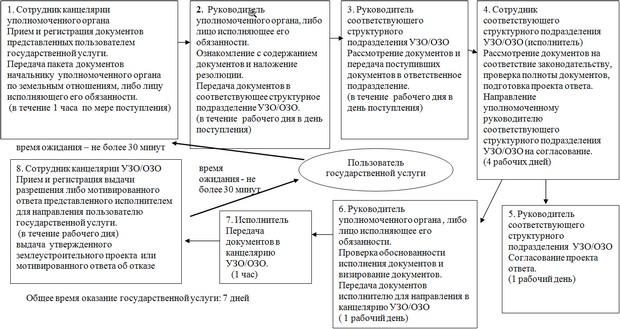 1. Сотрудник канцелярии
уполномоченного органа
Прием и регистрация документов
представленных пользователем
государственной услуги.
Передача пакета документов
начальнику уполномоченного органа
по земельным отношениям, либо лицу
исполняющего его обязанности.
(в течение 1 часа по мере поступления)
2. Руководитель
уполномоченного органа, либо
лицо исполняющее его
обязанности.
Ознакомление с содержанием
документов и наложение
резолюции.
Передача документов в
соответствующее структурное
подразделение УЗО/ОЗО.
(в течение рабочего дня в день
поступления)
3. Руководитель
соответствующего
структурного
подразделения УЗО/ОЗО
Рассмотрение документов и
передача поступивших
документов в ответственное
подразделение.
(в течение рабочего дня в день
поступления)
4. Сотрудник
соответствующего
структурного подразделения
УЗО/ОЗО (исполнитель)
Рассмотрение документов на
соответствие законодательству,
проверка полноты документов,
подготовка проекта ответа.
Направление
уполномоченному
руководителю
соответствующего
структурного подразделения
УЗО/ОЗО на согласование.
(4 рабочих дней)
время ожидания – не более 30 минут
Пользователь
государственной услуги
время
ожидания - не
более 30 минут
8. Сотрудник канцелярии УЗО/ОЗО
Прием и регистрация выдачи
разрешения либо мотивированного
ответа представленного исполнителем
для направления пользователю
государственной услуги.
(в течение рабочего дня)
выдача утвержденного
землеустроительного проекта или
мотивированного ответа об отказе
7. Исполнитель
Передача
документов в
канцелярию
УЗО/ОЗО.
(1 час)
6. Руководитель
уполномоченного органа , либо
лицо исполняющее его
обязанности.
Проверка обоснованности
исполнения документов и
визирование документов.
Передача документов
исполнителю для направления в
канцелярию УЗО/ОЗО
( 1 рабочий день)
5. Руководитель
соответствующего
структурного
подразделения УЗО/ОЗО
Согласование проекта
ответа.
(1 рабочий день)
Общее время оказание государственной услуги: 7 дней